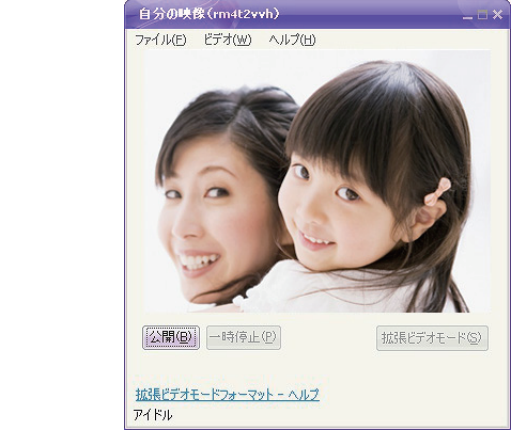 自分の映像(rm4t2vvh)
ファイル(F) ビデオ(W) ヘルプ(H)
公開(B) 一時停止(P) 拡張ビデオモード(S)
拡張ビデオモードフォーマット - ヘルプ
アイドル